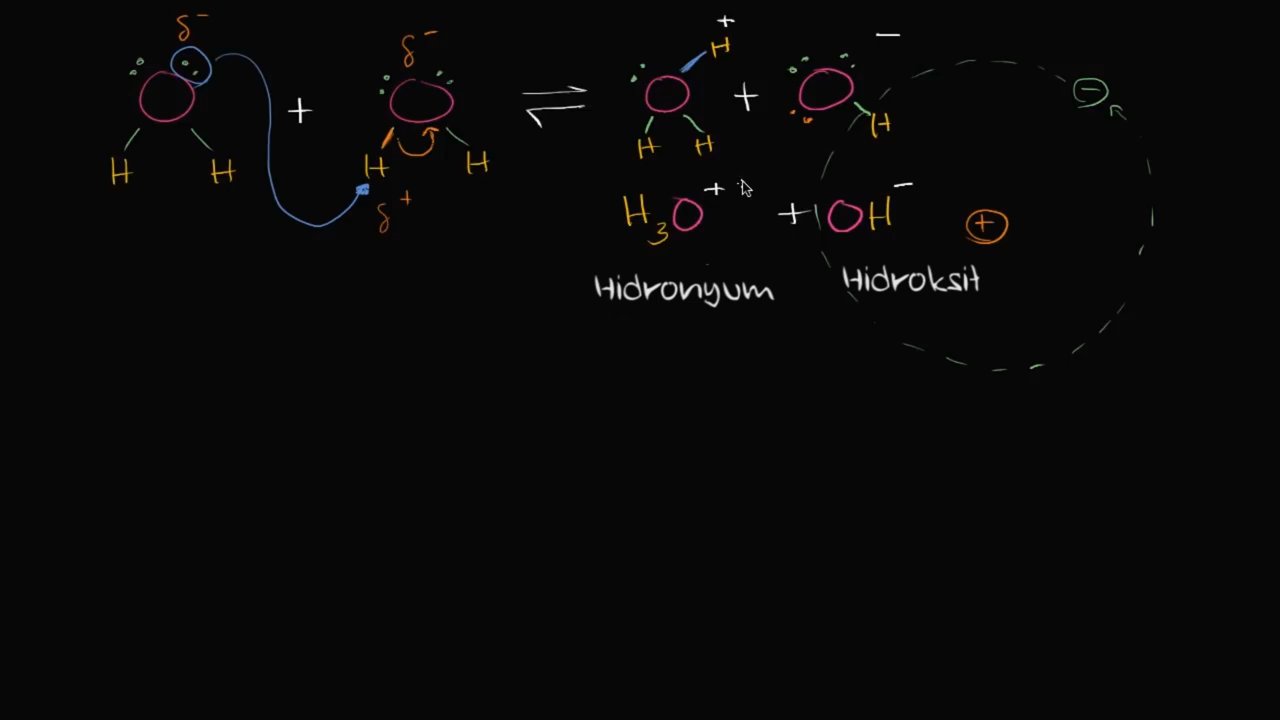 δ⁻ δ⁻
H H + H H δ⁺ ⇌ H H H⁺ + H ⁻
H₃O⁺ + OH⁻ +
Hidronyum Hidroksit